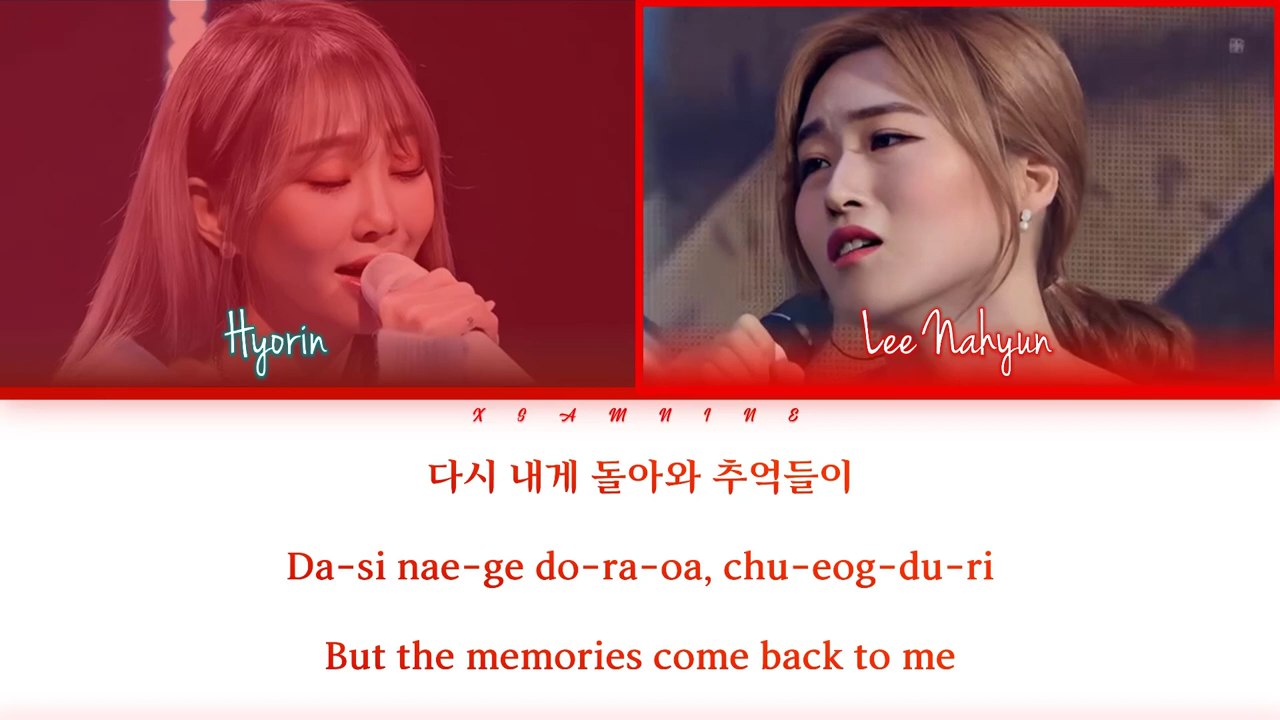 Hyorin
Lee Nahyun
X G A M N I N E
다시 내게 돌아와 추억들이
Da-si nae-ge do-ra-oa, chu-eog-du-ri
But the memories come back to me